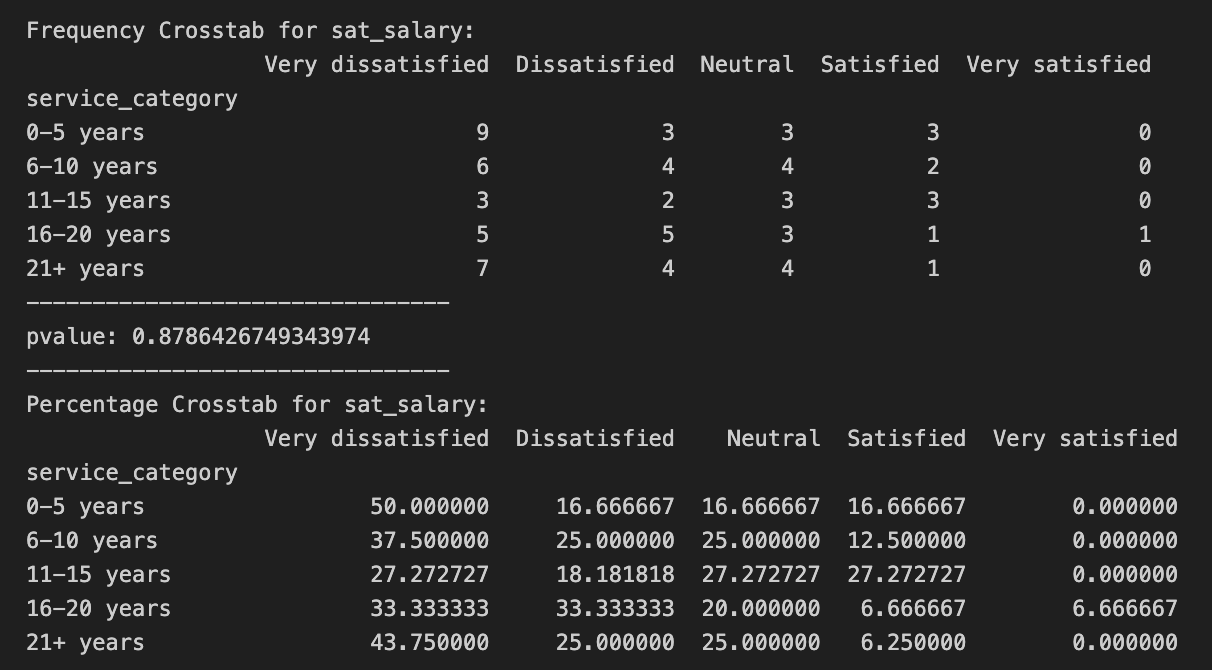 Frequency Crosstab for sat_salary:
Very dissatisfied Dissatisfied Neutral Satisfied Very satisfied
service_category
0-5 years 9 3 3 3 0
6-10 years 6 4 4 2 0
11-15 years 3 2 3 3 0
16-20 years 5 5 3 1 1
21+ years 7 4 4 1 0
--------------------------------
pvalue: 0.8786426749343974
--------------------------------
Percentage Crosstab for sat_salary:
Very dissatisfied Dissatisfied Neutral Satisfied Very satisfied
service_category
0-5 years 50.000000 16.666667 16.666667 16.666667 0.000000
6-10 years 37.500000 25.000000 25.000000 12.500000 0.000000
11-15 years 27.272727 18.181818 27.272727 27.272727 0.000000
16-20 years 33.333333 33.333333 20.000000 6.666667 6.666667
21+ years 43.750000 25.000000 25.000000 6.250000 0.000000